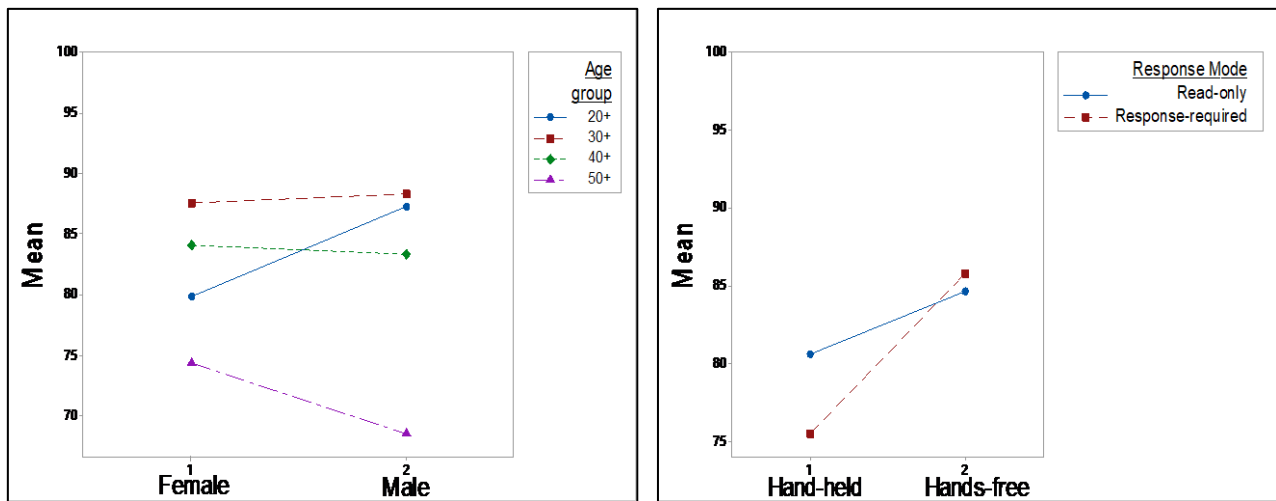 100
95
90
85
80
75
70
Mean
1
2
Female
Male
Age
group
20+
30+
40+
50+
100
95
90
85
80
75
Mean
1
2
Hand-held
Hands-free
Response Mode
Read-only
Response-required